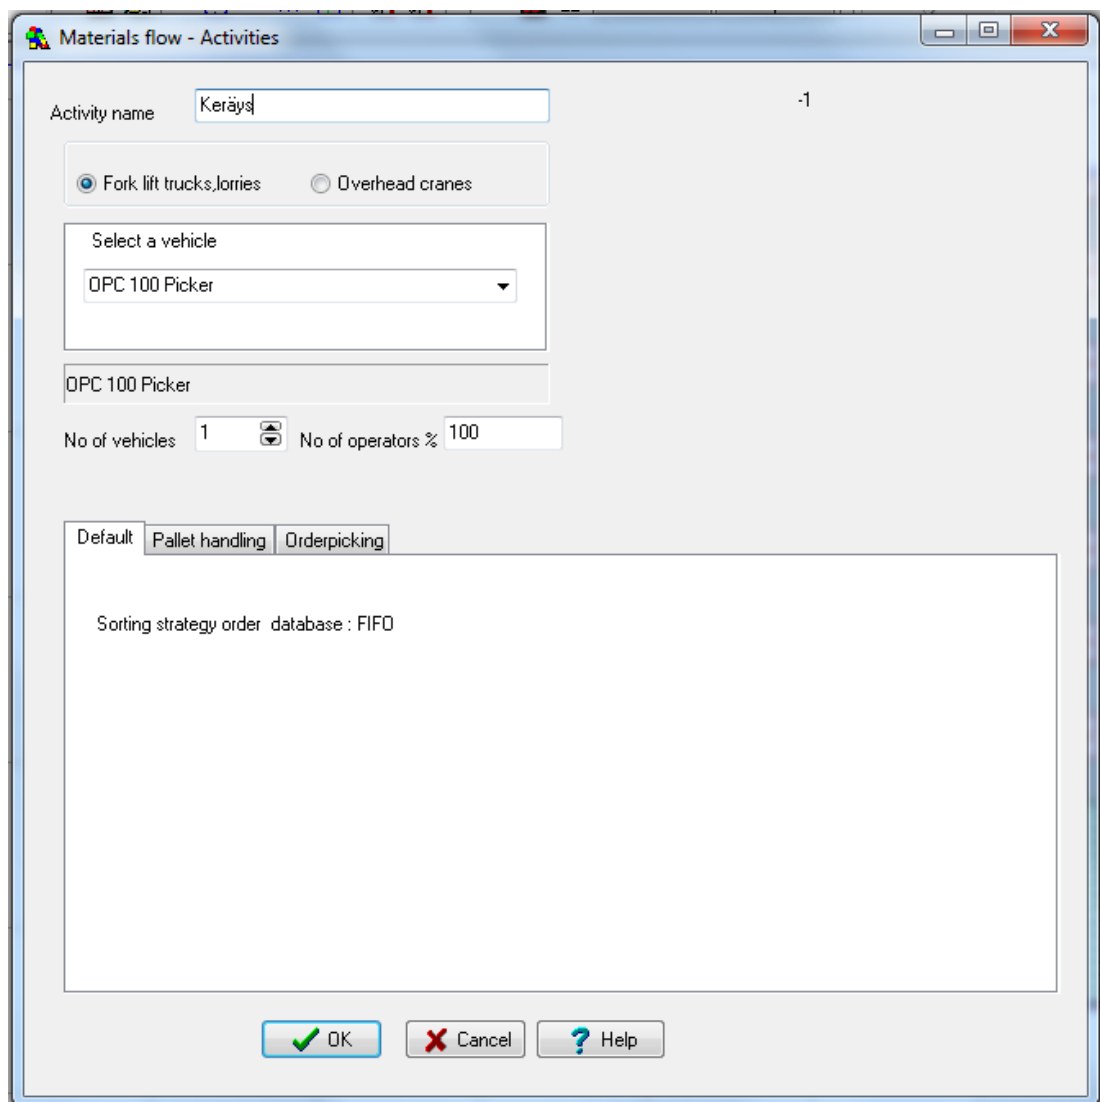 Materials flow - Activities
Activity name Keräys -1
Fork lift trucks,lorries Overhead cranes
Select a vehicle
OPC 100 Picker
OPC 100 Picker
No of vehicles 1 No of operators % 100
Default Pallet handling Orderpicking
Sorting strategy order database : FIFO
OK Cancel Help